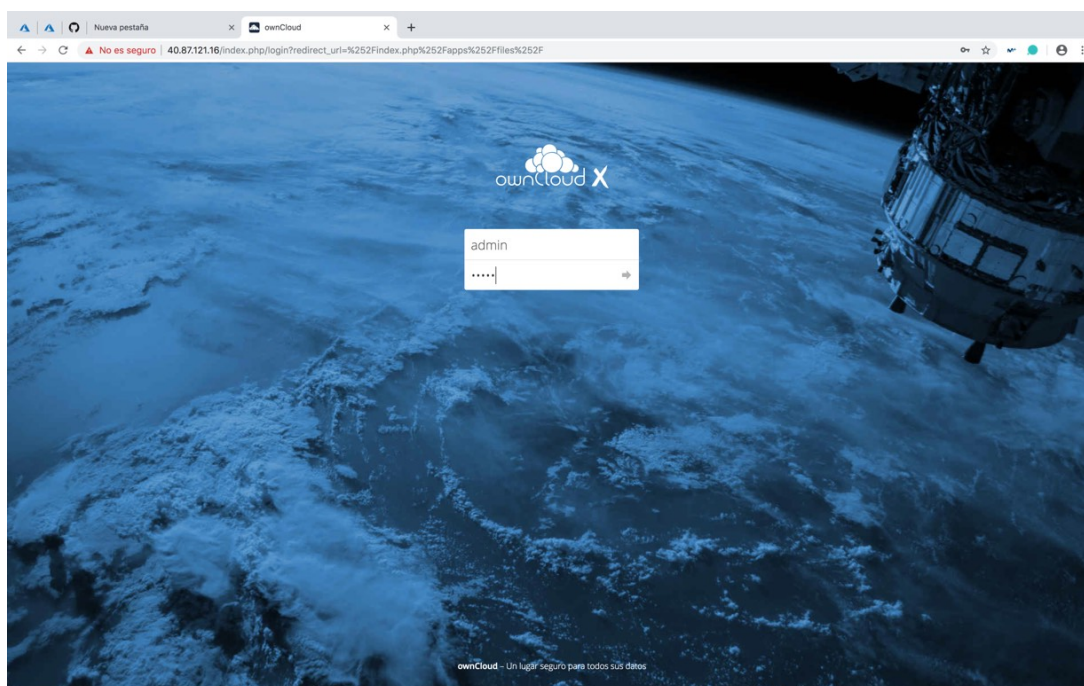 Nueva pestaña
ownCloud
No es seguro 40.87.121.16/index.php/login?redirect_url=%252Findex.php%252Fapps%252Ffiles%252F
ownCloud X
admin
•••••
ownCloud – Un lugar seguro para todos sus datos